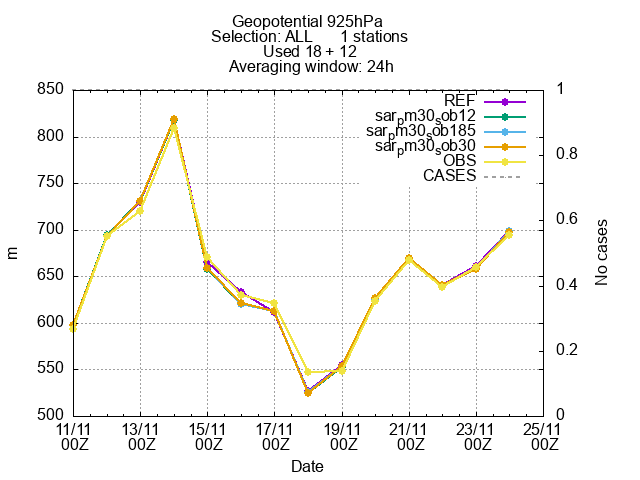 Geopotential 925hPa
Selection: ALL 1 stations
Used 18 + 12
Averaging window: 24h
850
800
750
700
650
600
550
500
m
1
0.8
0.6
0.4
0.2
0
No cases
REF
sarpm30sob12
sarpm30sob185
sarpm30sob30
OBS
CASES
11/11 13/11 15/11 17/11 19/11 21/11 23/11 25/11
00Z 00Z 00Z 00Z 00Z 00Z 00Z 00Z
Date